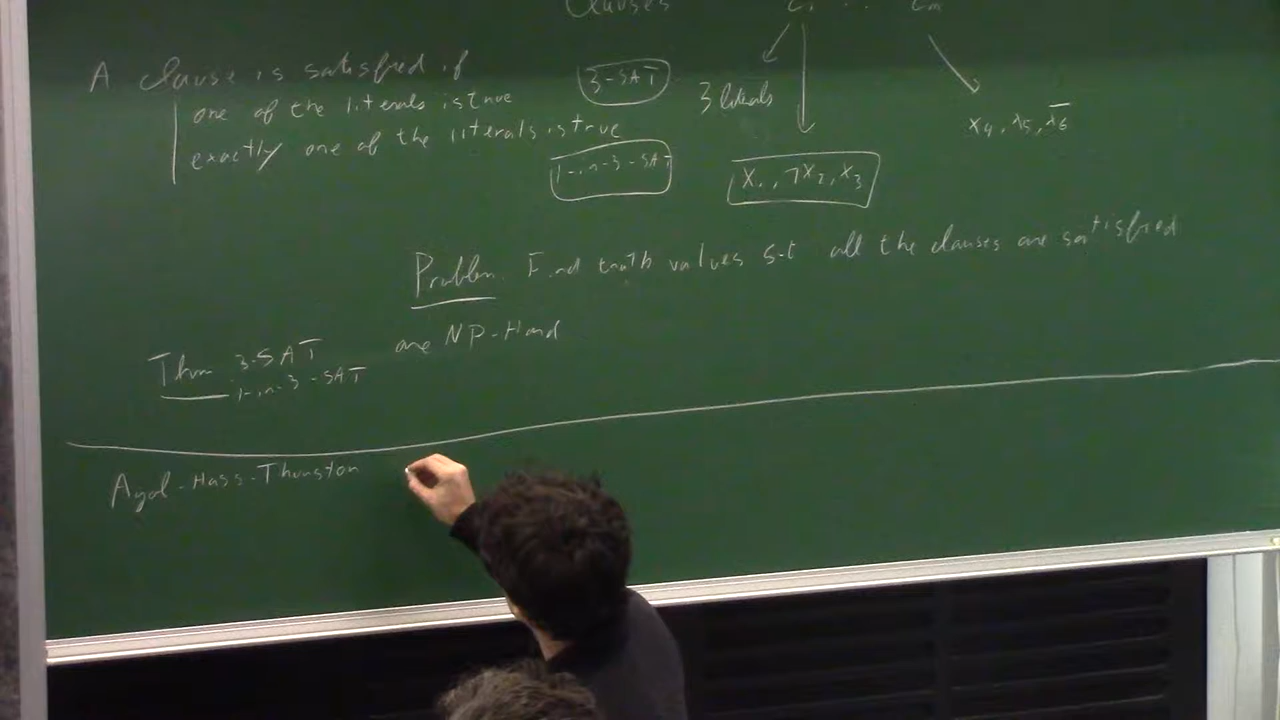 Clauses C₁ ... Cₘ
A clause is satisfied if
one of the literals is true
3-SAT
3 literals
exactly one of the literals is true
1-in-3-SAT
x₁, ¬x₂, x₃
x₄, x₅, x̅₆
Problem. Find truth values s.t all the clauses are satisfied
Thm 3-SAT
1-in-3-SAT
are NP-Hard
Agol-Hass-Thurston